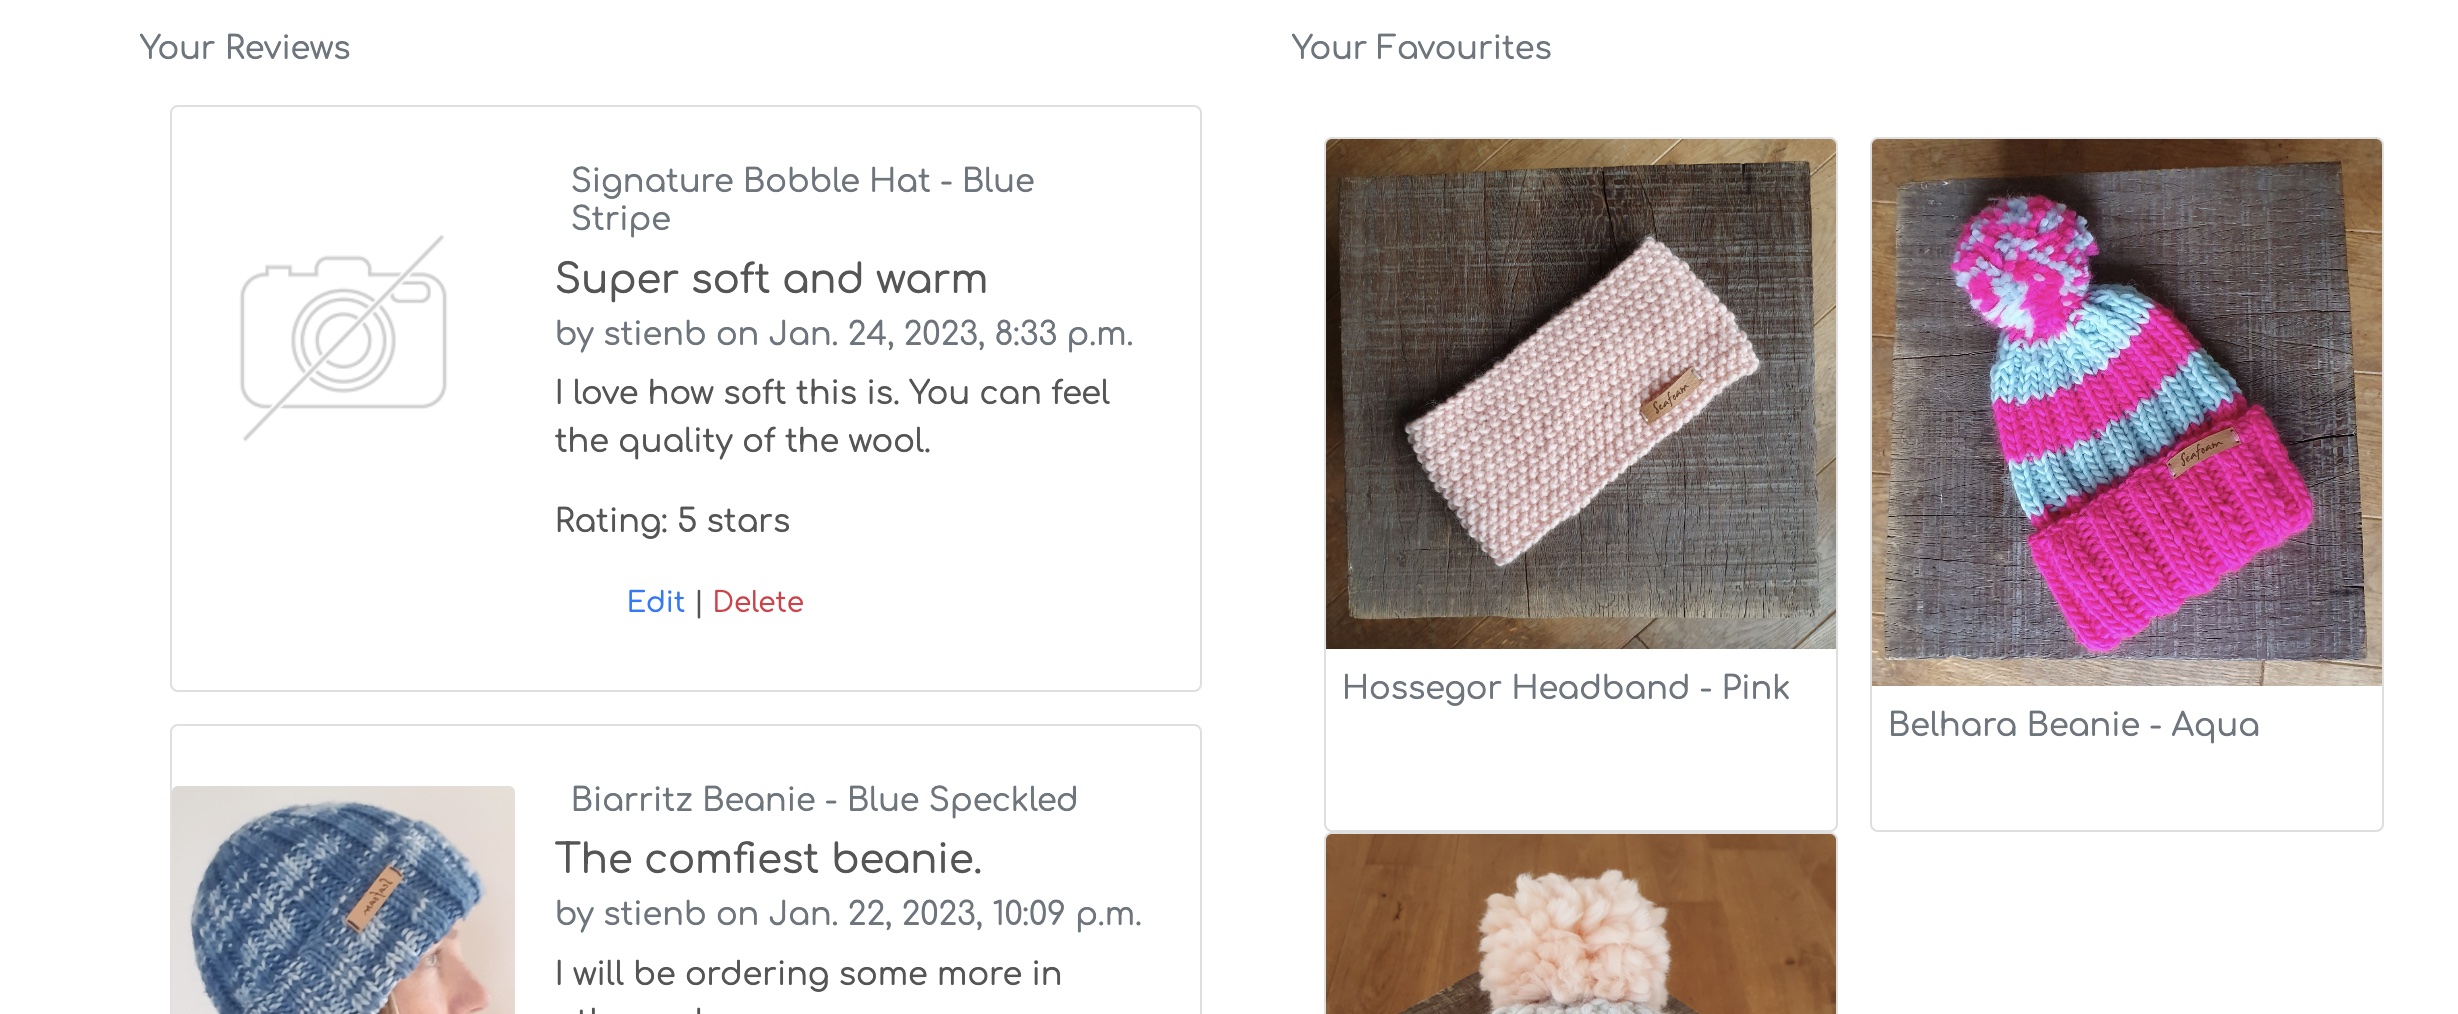 Your Reviews
Signature Bobble Hat - Blue
Stripe
Super soft and warm
by stienb on Jan. 24, 2023, 8:33 p.m.
I love how soft this is. You can feel
the quality of the wool.
Rating: 5 stars
Edit | Delete
Biarritz Beanie - Blue Speckled
The comfiest beanie.
by stienb on Jan. 22, 2023, 10:09 p.m.
I will be ordering some more in
Your Favourites
Seafoam
Hossegor Headband - Pink
Seafoam
Belhara Beanie - Aqua